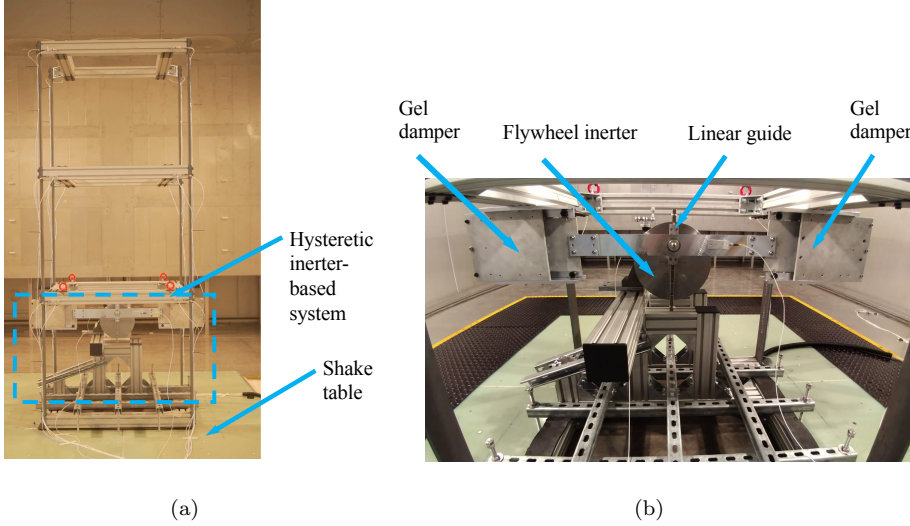 Hysteretic
inerter-
based
system
Shake
table
(a)
Gel
damper
Flywheel inerter
Linear guide
Gel
damper
(b)